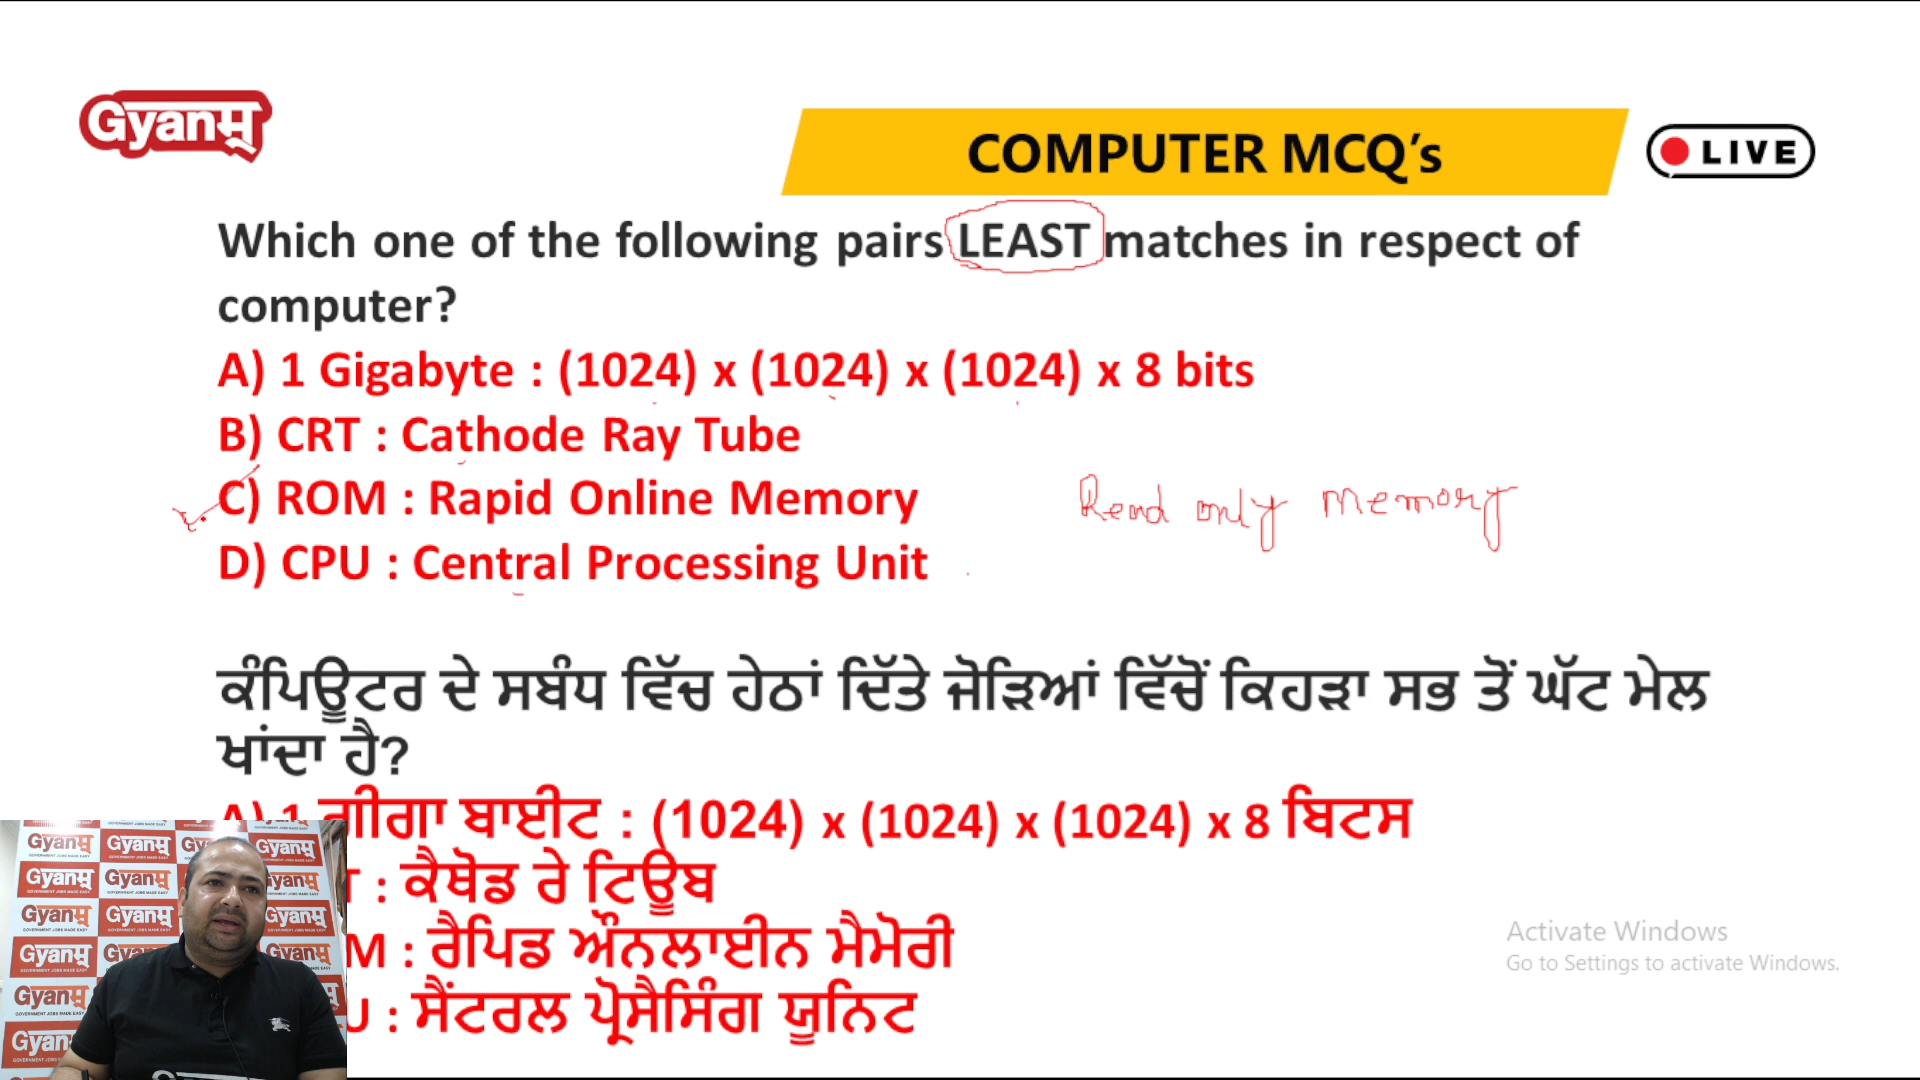 Gyanम
COMPUTER MCQ’s
LIVE
Which one of the following pairs LEAST matches in respect of
computer?
A) 1 Gigabyte : (1024) x (1024) x (1024) x 8 bits
B) CRT : Cathode Ray Tube
C) ROM : Rapid Online Memory
Read only memory
D) CPU : Central Processing Unit
ਕੰਪਿਊਟਰ ਦੇ ਸਬੰਧ ਵਿੱਚ ਹੇਠਾਂ ਦਿੱਤੇ ਜੋੜਿਆਂ ਵਿੱਚੋਂ ਕਿਹੜਾ ਸਭ ਤੋਂ ਘੱਟ ਮੇਲ
ਖਾਂਦਾ ਹੈ?
A) 1 ਗੀਗਾ ਬਾਈਟ : (1024) x (1024) x (1024) x 8 ਬਿਟਸ
T : ਕੈਥੋਡ ਰੇ ਟਿਊਬ
M : ਰੈਪਿਡ ਔਨਲਾਈਨ ਮੈਮੋਰੀ
U : ਸੈਂਟਰਲ ਪ੍ਰੋਸੈਸਿੰਗ ਯੂਨਿਟ
Activate Windows
Go to Settings to activate Windows.